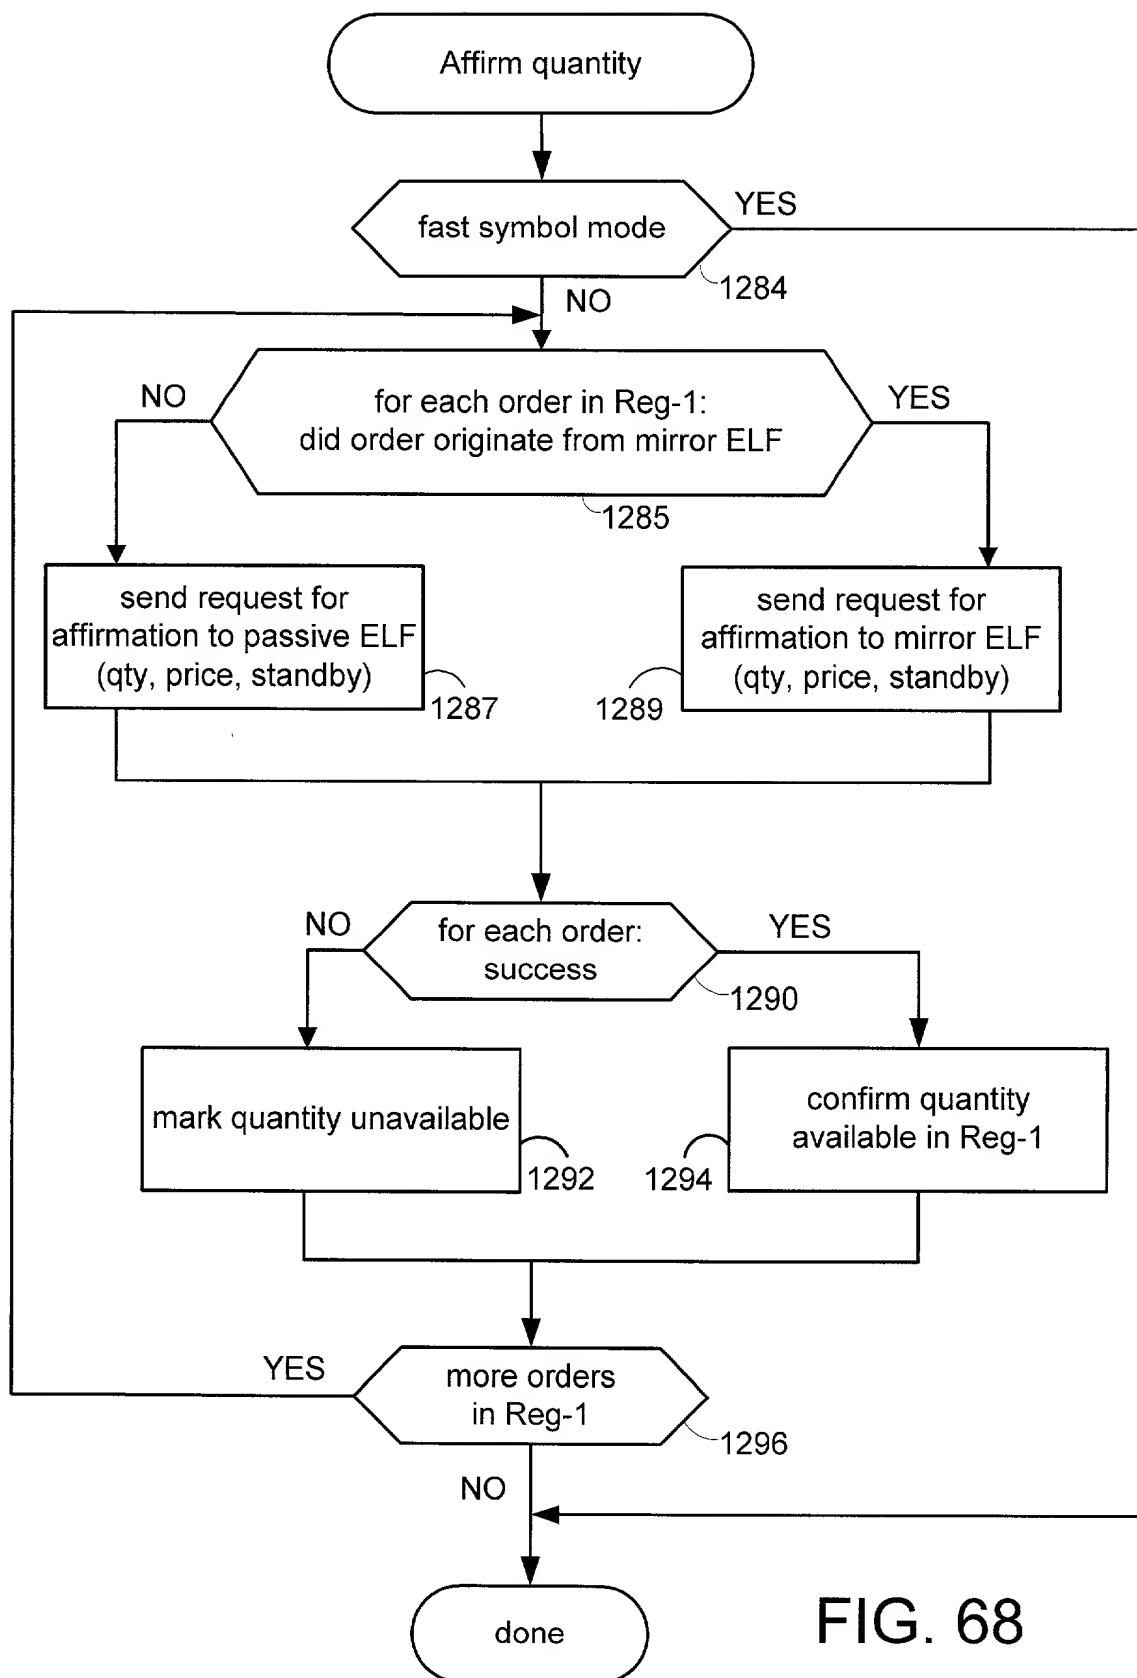 Affirm quantity
fast symbol mode
YES
1284
NO
for each order in Reg-1:
did order originate from mirror ELF
NO
YES
1285
send request for
affirmation to passive ELF
(qty, price, standby)
1287
send request for
affirmation to mirror ELF
(qty, price, standby)
1289
for each order:
success
NO
YES
1290
mark quantity unavailable
1292
confirm quantity
available in Reg-1
1294
more orders
in Reg-1
YES
1296
NO
done
FIG. 68